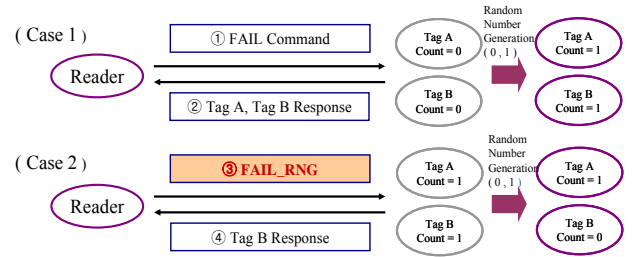 ( Case 1 )
Reader
① FAIL Command
② Tag A, Tag B Response
Tag A
Count = 0
Tag B
Count = 0
Random
Number
Generation
( 0 , 1 )
Tag A
Count = 1
Tag B
Count = 1
( Case 2 )
Reader
③ FAIL_RNG
④ Tag B Response
Tag A
Count = 1
Tag B
Count = 1
Random
Number
Generation
( 0 , 1 )
Tag A
Count = 1
Tag B
Count = 0